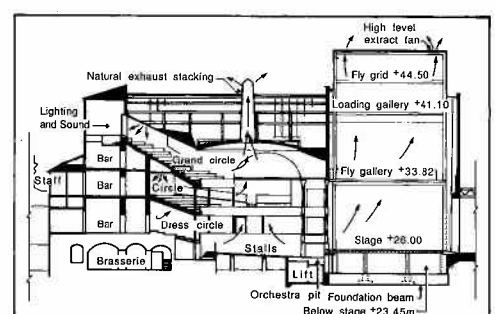 High level
extract fan
Natural exhaust stacking
Fly grid +44.50
Loading gallery +41.10
Lighting
and Sound
Bar
Grand circle
Staff
Bar
Circle
Fly gallery +33.82
Bar
Dress circle
Stage +26.00
Stalls
Brasserie
Lift
Orchestra pit
Foundation beam
Below stage +23.45m